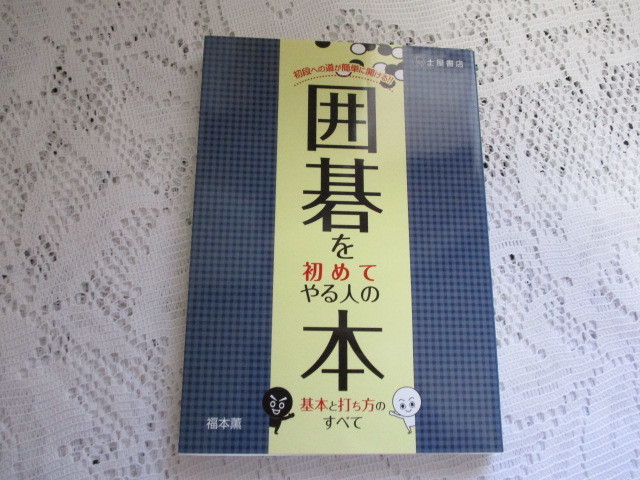 土屋書店
初段への道が簡単に開ける!!
囲碁
を
初めて
やる人の
本
基本と打ち方の
すべて
福本薫